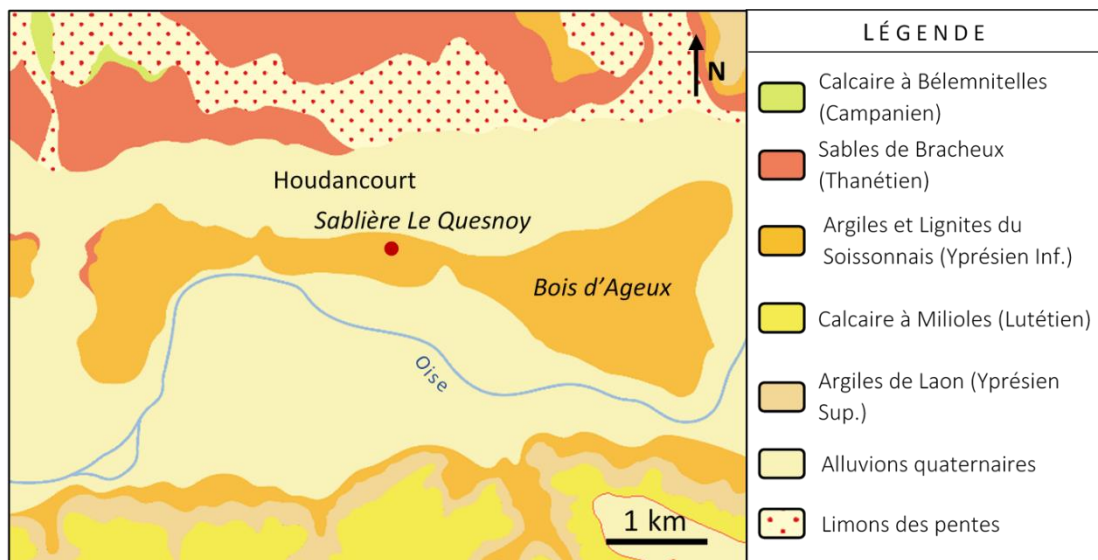 N
Houdancourt
Sablière Le Quesnoy
Bois d’Ageux
Oise
1 km
LÉGENDE
Calcaire à Bélemnitelles
(Campanien)
Sables de Bracheux
(Thanétien)
Argiles et Lignites du
Soissonnais (Yprésien Inf.)
Calcaire à Milioles (Lutétien)
Argiles de Laon (Yprésien
Sup.)
Alluvions quaternaires
Limons des pentes